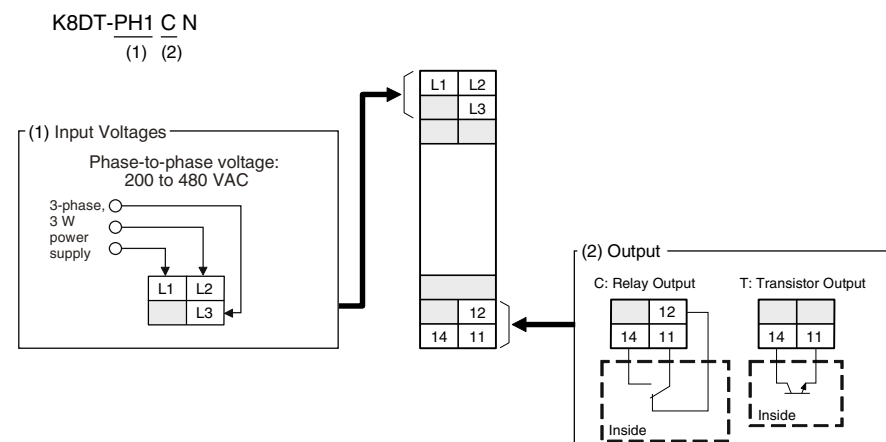 K8DT-PH1 C N
(1) (2)
L1 L2
L3
(1) Input Voltages
Phase-to-phase voltage:
200 to 480 VAC
3-phase,
3 W
power
supply
L1 L2
L3
12
14 11
(2) Output
C: Relay Output
12
14 11
Inside
T: Transistor Output
14 11
Inside